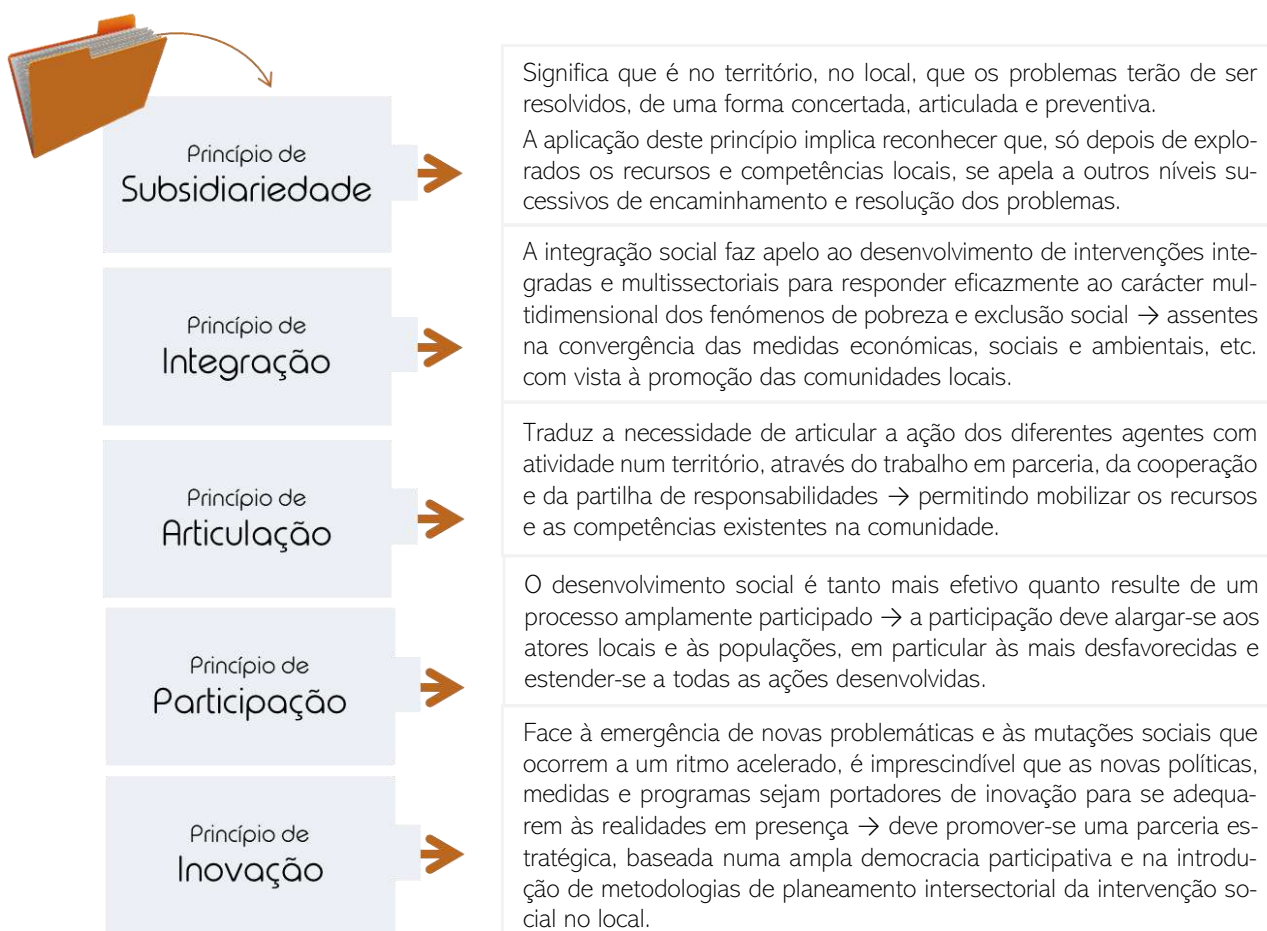 Princípio de
Subsidiariedade
Significa que é no território, no local, que os problemas terão de ser
resolvidos, de uma forma concertada, articulada e preventiva.
A aplicação deste princípio implica reconhecer que, só depois de explo-
rados os recursos e competências locais, se apela a outros níveis su-
cessivos de encaminhamento e resolução dos problemas.
Princípio de
Integração
A integração social faz apelo ao desenvolvimento de intervenções inte-
gradas e multissectoriais para responder eficazmente ao carácter mul-
tidimensional dos fenómenos de pobreza e exclusão social → assentes
na convergência das medidas económicas, sociais e ambientais, etc.
com vista à promoção das comunidades locais.
Princípio de
Articulação
Traduz a necessidade de articular a ação dos diferentes agentes com
atividade num território, através do trabalho em parceria, da cooperação
e da partilha de responsabilidades → permitindo mobilizar os recursos
e as competências existentes na comunidade.
Princípio de
Participação
O desenvolvimento social é tanto mais efetivo quanto resulte de um
processo amplamente participado → a participação deve alargar-se aos
atores locais e às populações, em particular às mais desfavorecidas e
estender-se a todas as ações desenvolvidas.
Princípio de
Inovação
Face à emergência de novas problemáticas e às mutações sociais que
ocorrem a um ritmo acelerado, é imprescindível que as novas políticas,
medidas e programas sejam portadores de inovação para se adequa-
rem às realidades em presença → deve promover-se uma parceria es-
tratégica, baseada numa ampla democracia participativa e na introdu-
ção de metodologias de planeamento intersectorial da intervenção so-
cial no local.